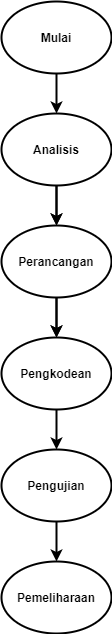 Mulai
Analisis
Perancangan
Pengkodean
Pengujian
Pemeliharaan